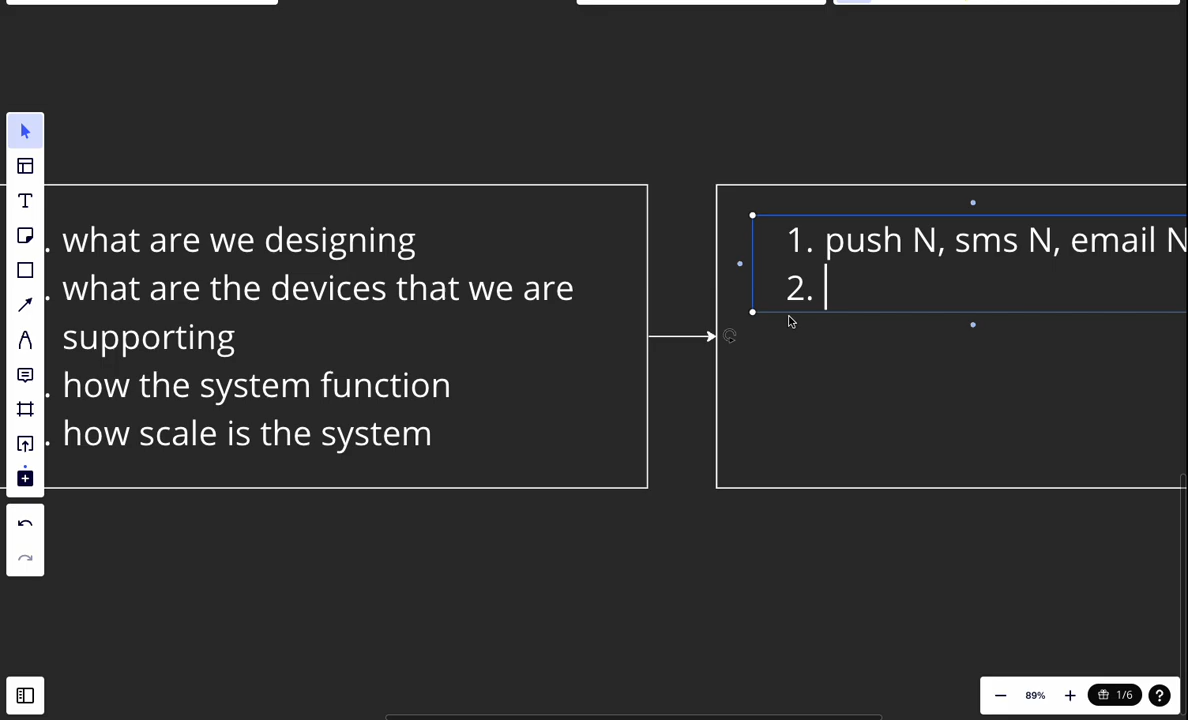 . what are we designing
. what are the devices that we are
supporting
. how the system function
. how scale is the system
1. push N, sms N, email N
2.
T
89%
1/6
?